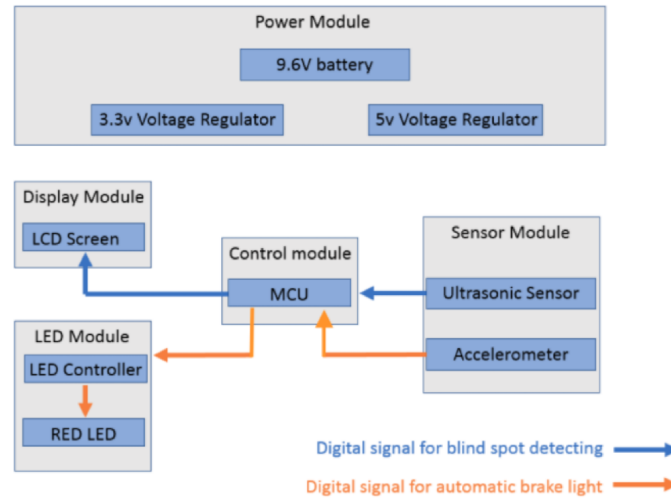 Power Module
9.6V battery
3.3v Voltage Regulator
5v Voltage Regulator
Display Module
LCD Screen
Control module
MCU
Sensor Module
Ultrasonic Sensor
Accelerometer
LED Module
LED Controller
RED LED
Digital signal for blind spot detecting
Digital signal for automatic brake light